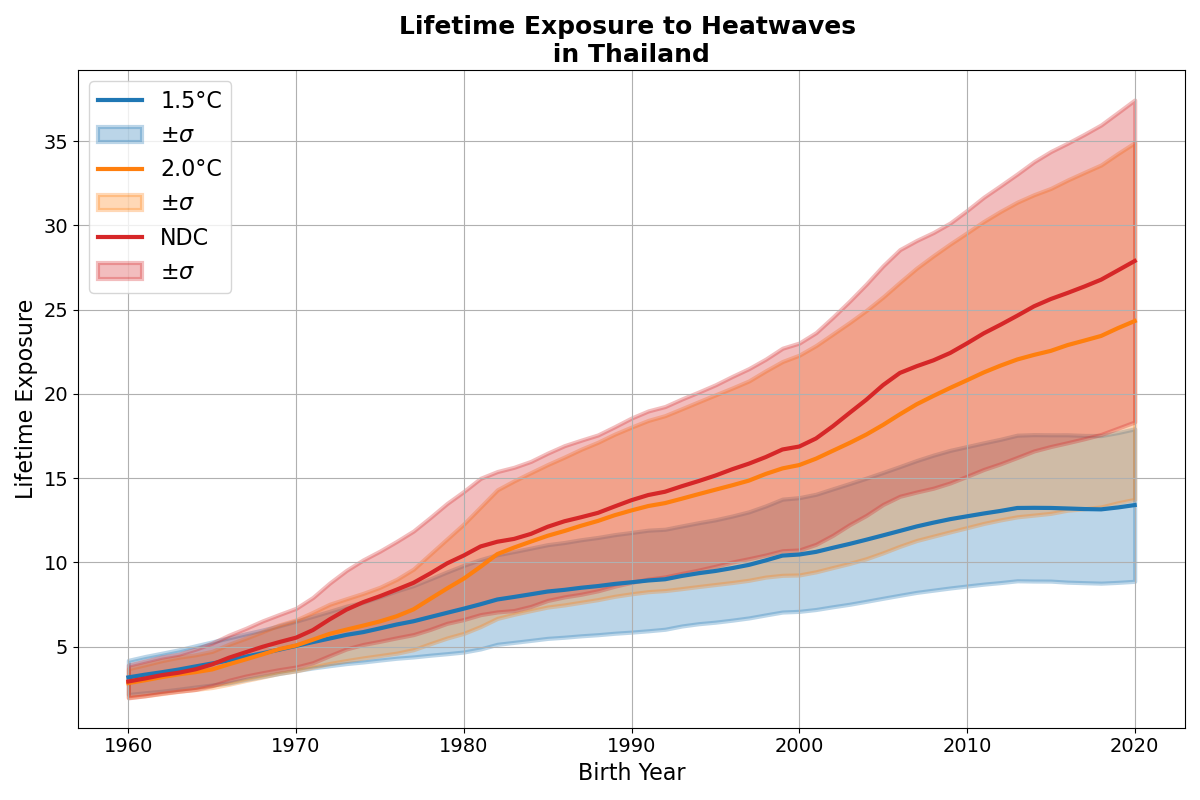 Lifetime Exposure to Heatwaves
in Thailand
1.5°C
±σ
2.0°C
±σ
NDC
±σ
Lifetime Exposure
35
30
25
20
15
10
5
1960 1970 1980 1990 2000 2010 2020
Birth Year